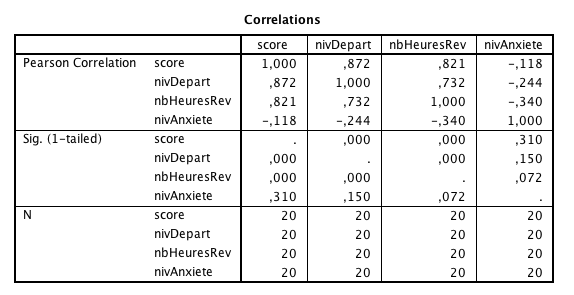 Correlations
score nivDepart nbHeuresRev nivAnxiete
Pearson Correlation score 1,000 ,872 ,821 -,118
nivDepart ,872 1,000 ,732 -,244
nbHeuresRev ,821 ,732 1,000 -,340
nivAnxiete -,118 -,244 -,340 1,000
Sig. (1-tailed) score . ,000 ,000 ,310
nivDepart ,000 . ,000 ,150
nbHeuresRev ,000 ,000 . ,072
nivAnxiete ,310 ,150 ,072 .
N score 20 20 20 20
nivDepart 20 20 20 20
nbHeuresRev 20 20 20 20
nivAnxiete 20 20 20 20